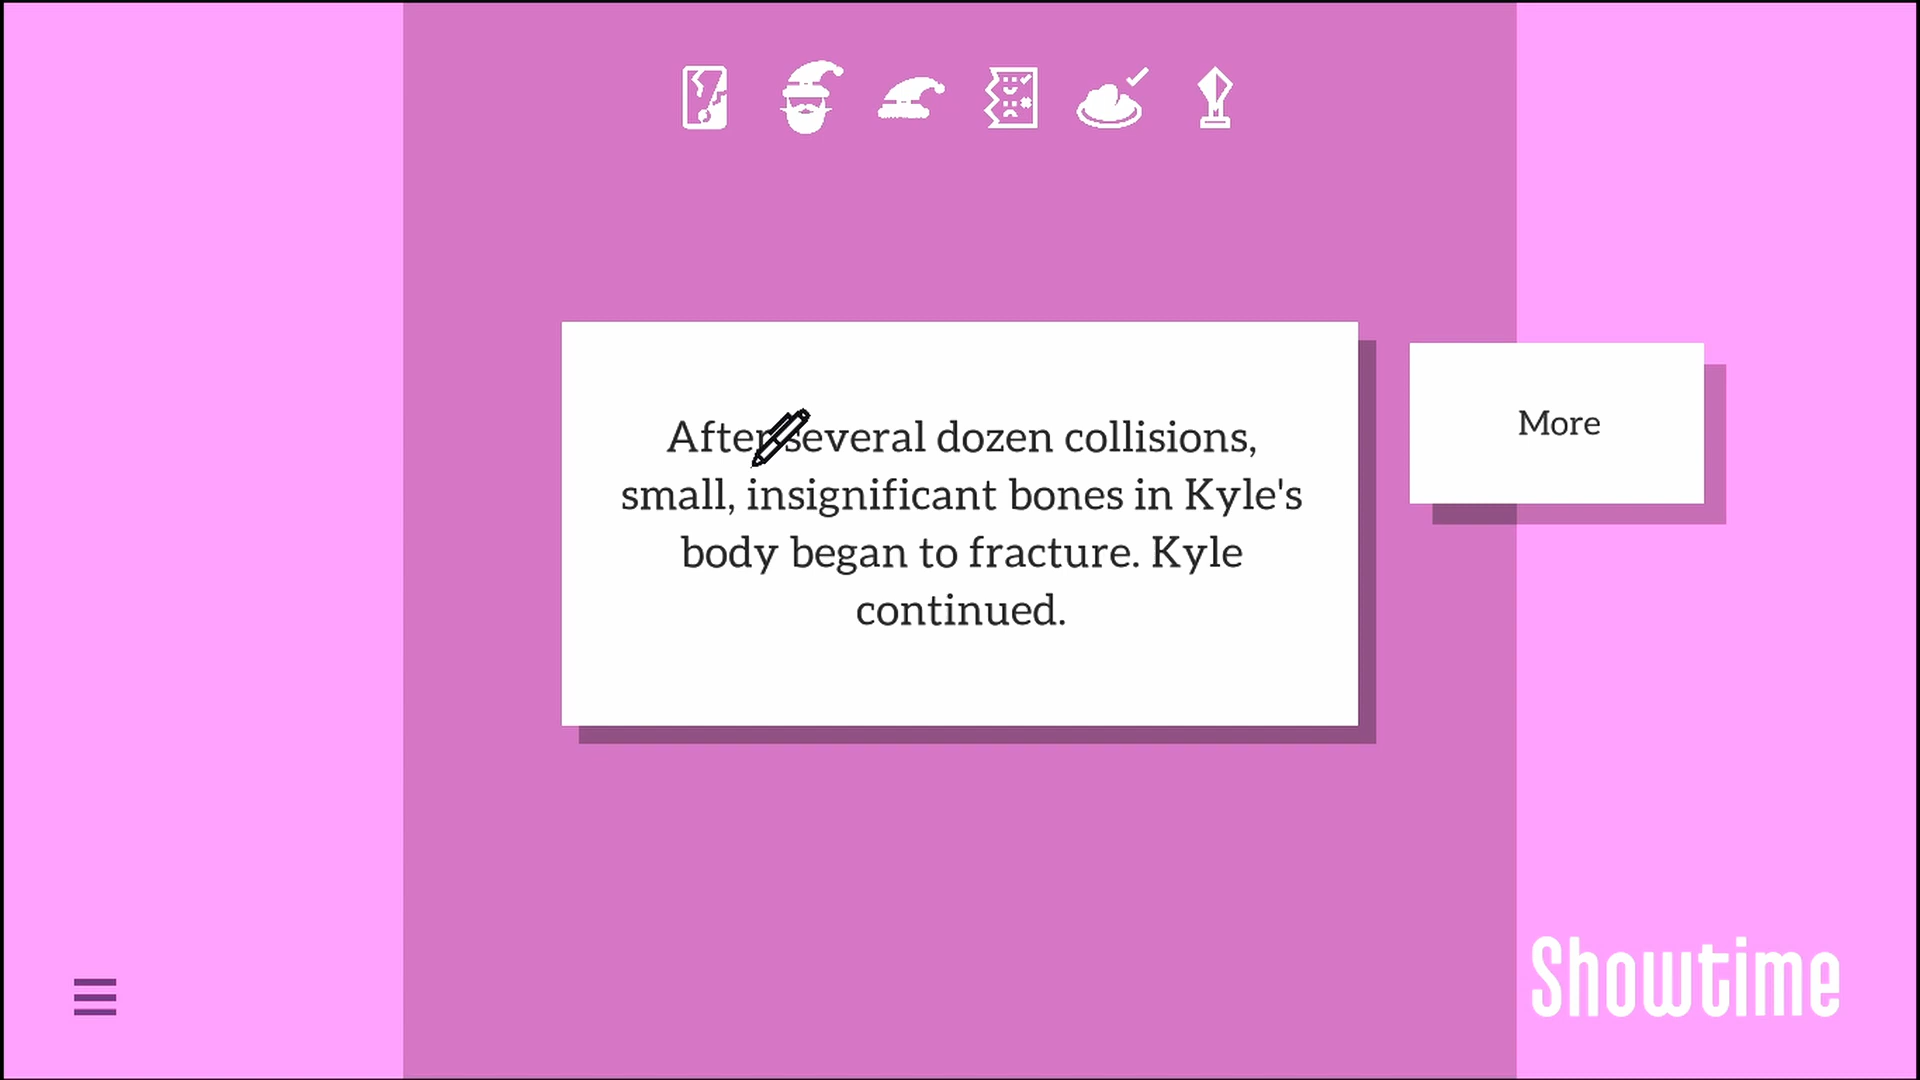 After several dozen collisions,
small, insignificant bones in Kyle's
body began to fracture. Kyle
continued.
More
Showtime